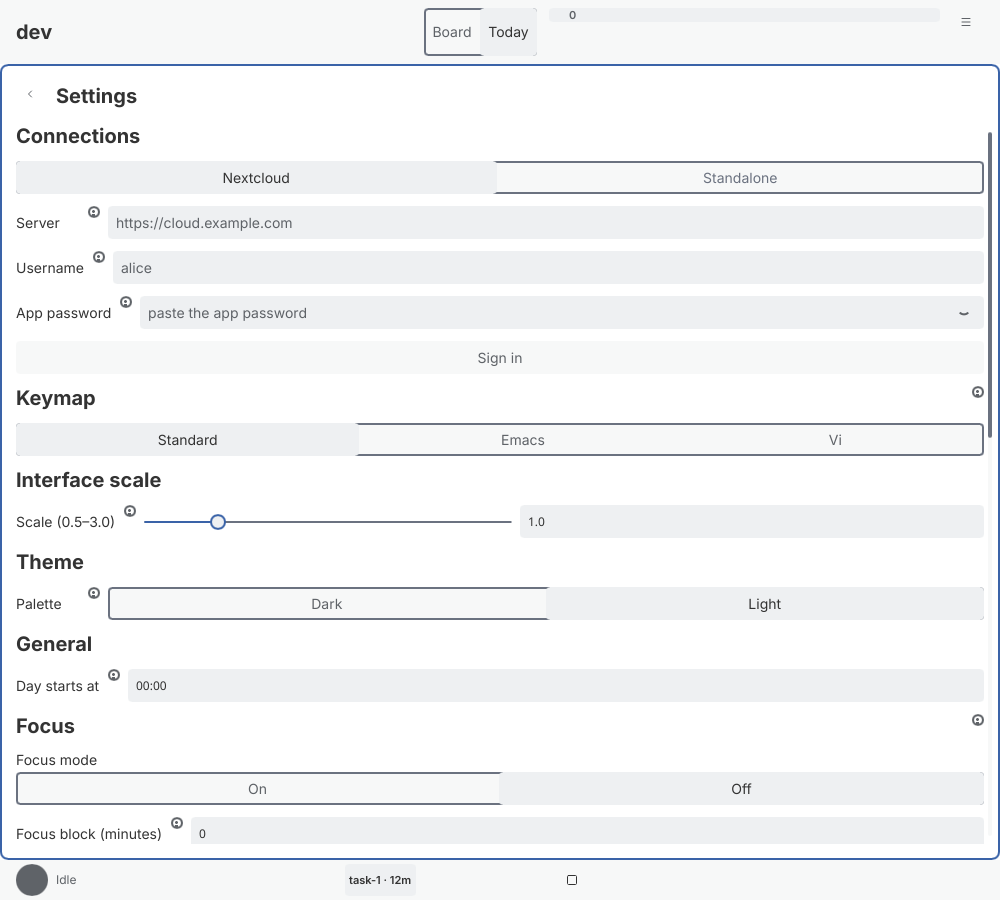 dev
Board Today
0
Settings
Connections
Nextcloud Standalone
Server https://cloud.example.com
Username alice
App password paste the app password
Sign in
Keymap
Standard Emacs Vi
Interface scale
Scale (0.5–3.0) 1.0
Theme
Palette Dark Light
General
Day starts at 00:00
Focus
Focus mode
On Off
Focus block (minutes) 0
Idle task-1 · 12m